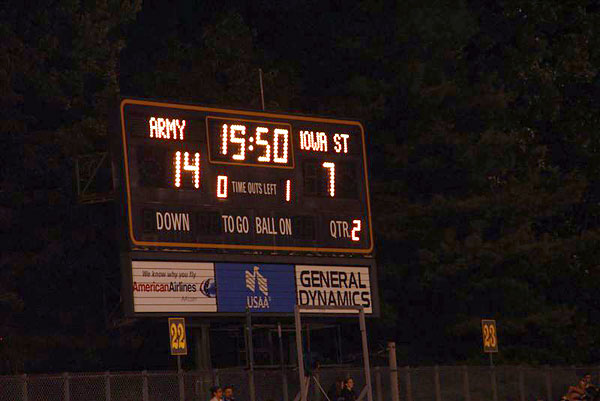 ARMY 15:50 IOWA ST
14 7
0 TIME OUTS LEFT 1
DOWN TO GO BALL ON QTR 2
We know why you fly
AmericanAirlines
USAA
GENERAL
DYNAMICS
22
23